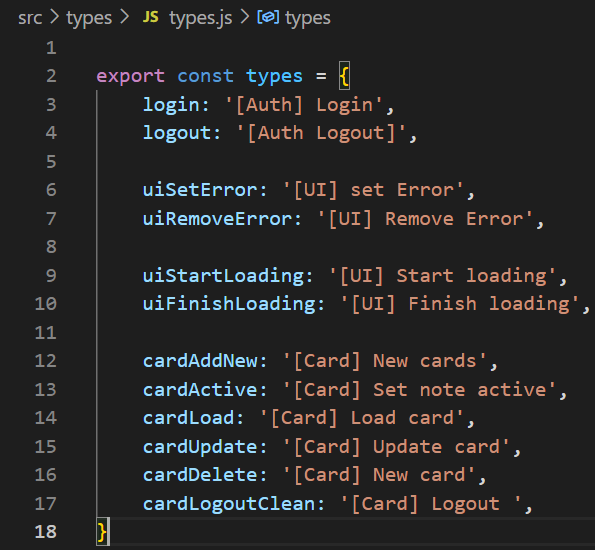 src > types > JS types.js > types
1
2 export const types = {
3 login: '[Auth] Login',
4 logout: '[Auth Logout]',
5
6 uiSetError: '[UI] set Error',
7 uiRemoveError: '[UI] Remove Error',
8
9 uiStartLoading: '[UI] Start loading',
10 uiFinishLoading: '[UI] Finish loading',
11
12 cardAddNew: '[Card] New cards',
13 cardActive: '[Card] Set note active',
14 cardLoad: '[Card] Load card',
15 cardUpdate: '[Card] Update card',
16 cardDelete: '[Card] New card',
17 cardLogoutClean: '[Card] Logout ',
18 }